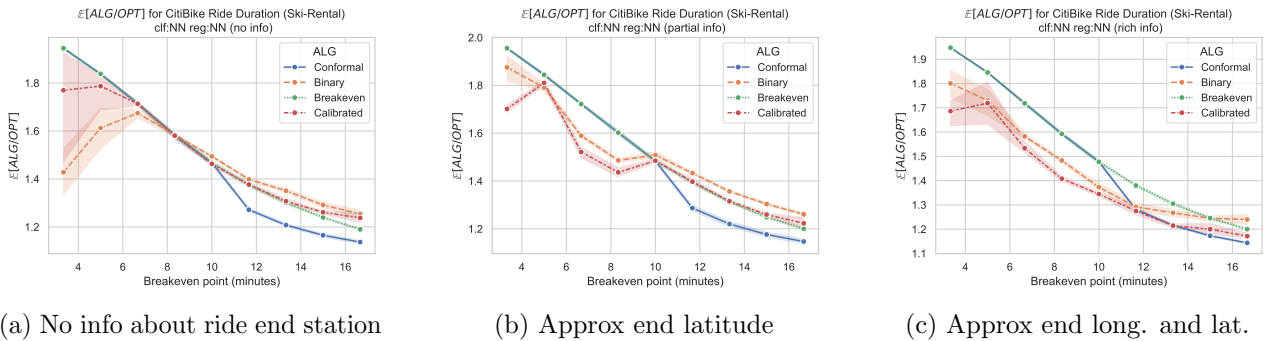 𝔼[ALG/OPT] for CitiBike Ride Duration (Ski-Rental)
clf:NN reg:NN (no info)
𝔼[ALG/OPT]
1.8
1.6
1.4
1.2
4 6 8 10 12 14 16
Breakeven point (minutes)
ALG
Conformal
Binary
Breakeven
Calibrated
(a) No info about ride end station
𝔼[ALG/OPT] for CitiBike Ride Duration (Ski-Rental)
clf:NN reg:NN (partial info)
𝔼[ALG/OPT]
2.0
1.8
1.6
1.4
1.2
4 6 8 10 12 14 16
Breakeven point (minutes)
ALG
Conformal
Binary
Breakeven
Calibrated
(b) Approx end latitude
𝔼[ALG/OPT] for CitiBike Ride Duration (Ski-Rental)
clf:NN reg:NN (rich info)
𝔼[ALG/OPT]
1.9
1.8
1.7
1.6
1.5
1.4
1.3
1.2
1.1
4 6 8 10 12 14 16
Breakeven point (minutes)
ALG
Conformal
Binary
Breakeven
Calibrated
(c) Approx end long. and lat.